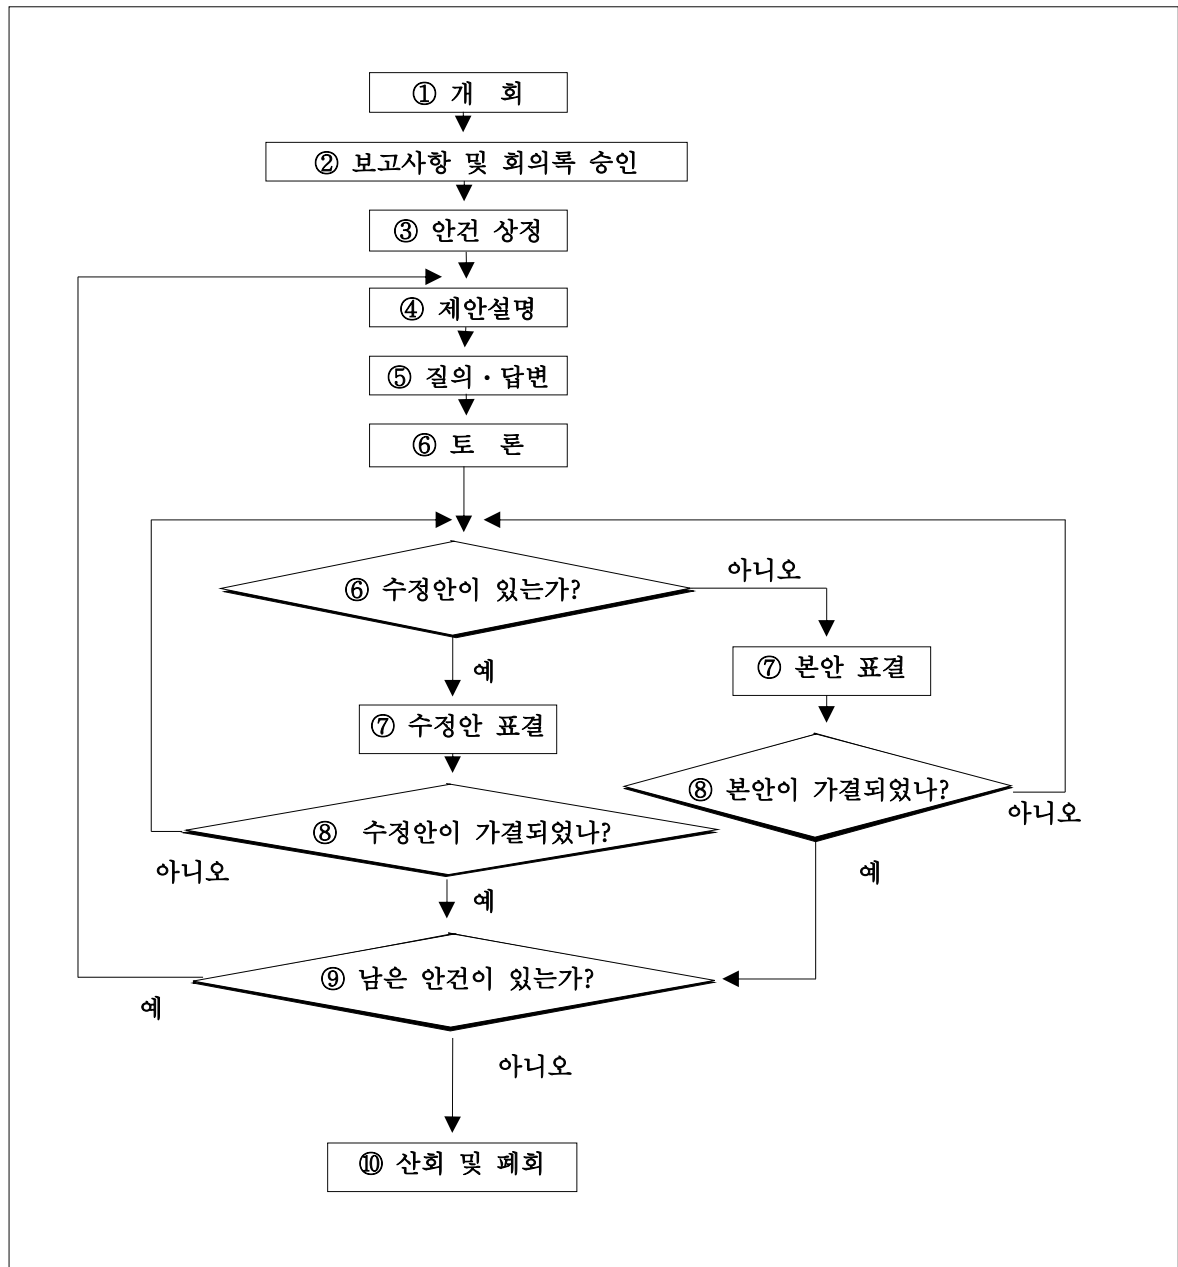 ① 개 회
② 보고사항 및 회의록 승인
③ 안건 상정
④ 제안설명
⑤ 질의·답변
⑥ 토 론
⑥ 수정안이 있는가?
아니오
예
⑦ 본안 표결
⑦ 수정안 표결
⑧ 본안이 가결되었나?
아니오
⑧ 수정안이 가결되었나?
아니오
예
예
⑨ 남은 안건이 있는가?
예
아니오
⑩ 산회 및 폐회